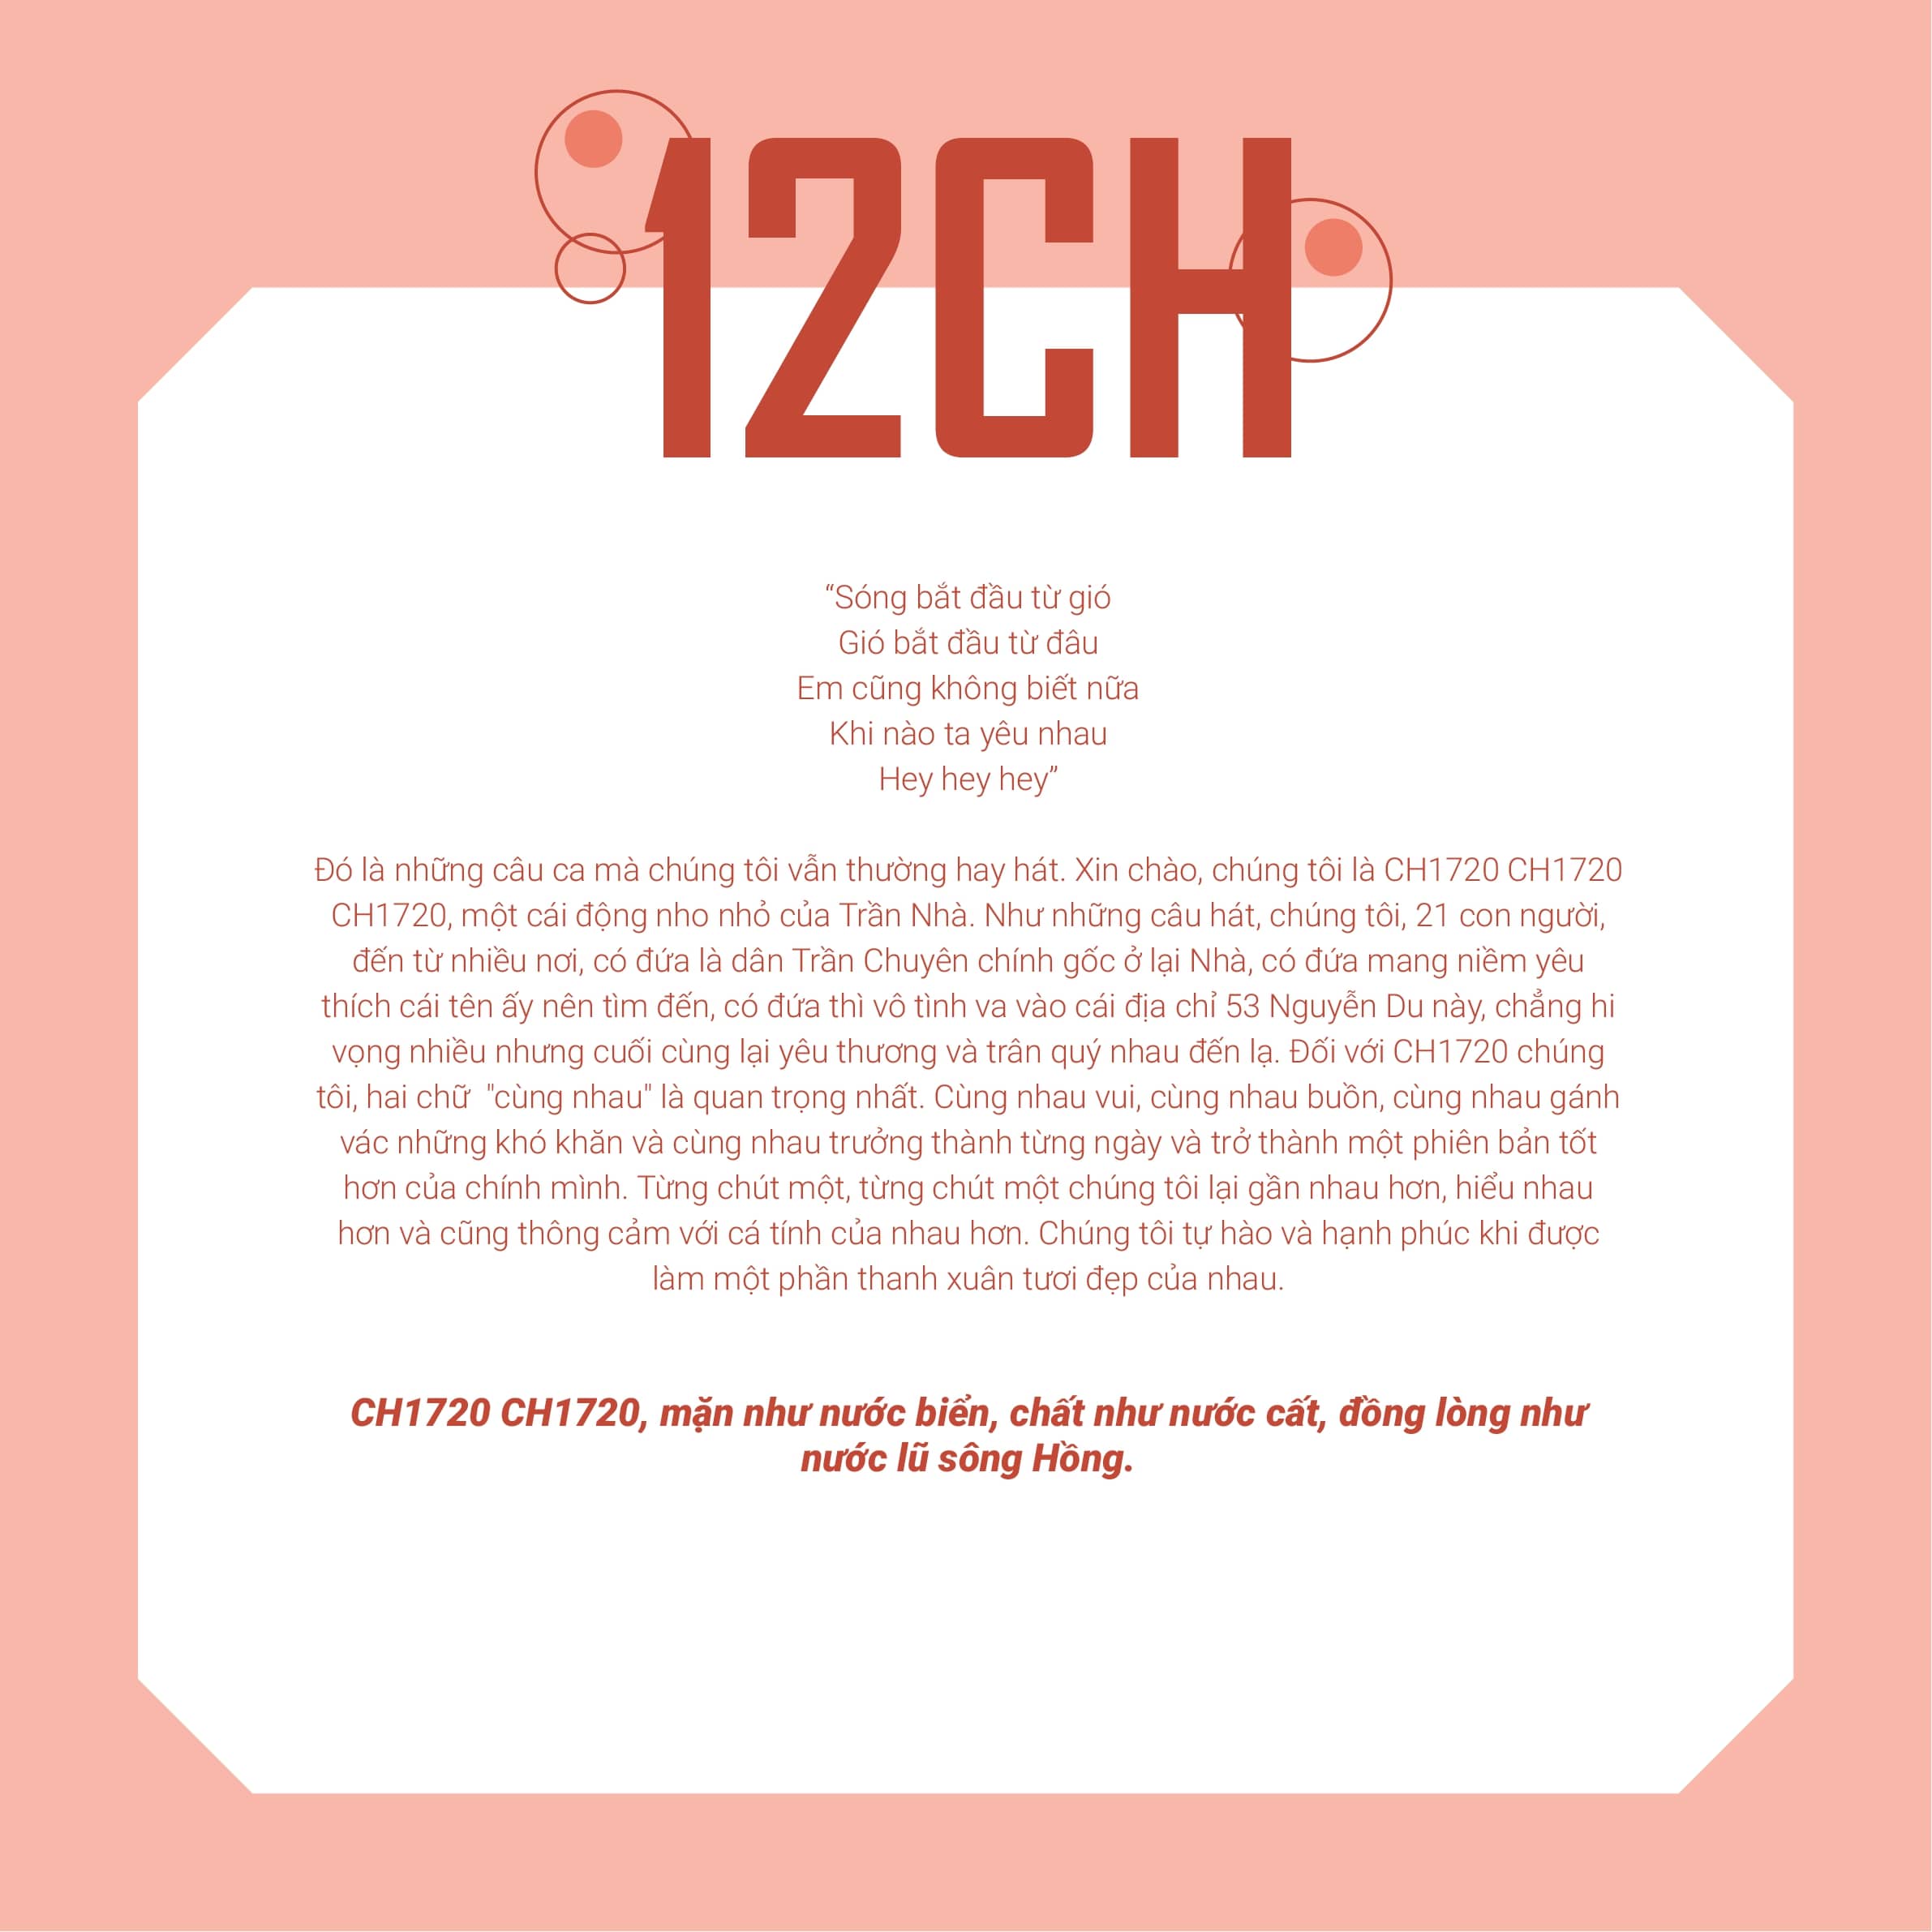 12CH
“Sóng bắt đầu từ gió
Gió bắt đầu từ đâu
Em cũng không biết nữa
Khi nào ta yêu nhau
Hey hey hey”
Đó là những câu ca mà chúng tôi vẫn thường hay hát. Xin chào, chúng tôi là CH1720 CH1720
CH1720, một cái động nho nhỏ của Trần Nhà. Như những câu hát, chúng tôi, 21 con người,
đến từ nhiều nơi, có đứa là dân Trần Chuyên chính gốc ở lại Nhà, có đứa mang niềm yêu
thích cái tên ấy nên tìm đến, có đứa thì vô tình va vào cái địa chỉ 53 Nguyễn Du này, chẳng hi
vọng nhiều nhưng cuối cùng lại yêu thương và trân quý nhau đến lạ. Đối với CH1720 chúng
tôi, hai chữ  "cùng nhau" là quan trọng nhất. Cùng nhau vui, cùng nhau buồn, cùng nhau gánh
vác những khó khăn và cùng nhau trưởng thành từng ngày và trở thành một phiên bản tốt
hơn của chính mình. Từng chút một, từng chút một chúng tôi lại gần nhau hơn, hiểu nhau
hơn và cũng thông cảm với cá tính của nhau hơn. Chúng tôi tự hào và hạnh phúc khi được
làm một phần thanh xuân tươi đẹp của nhau.
CH1720 CH1720, mặn như nước biển, chất như nước cất, đồng lòng như
nước lũ sông Hồng.